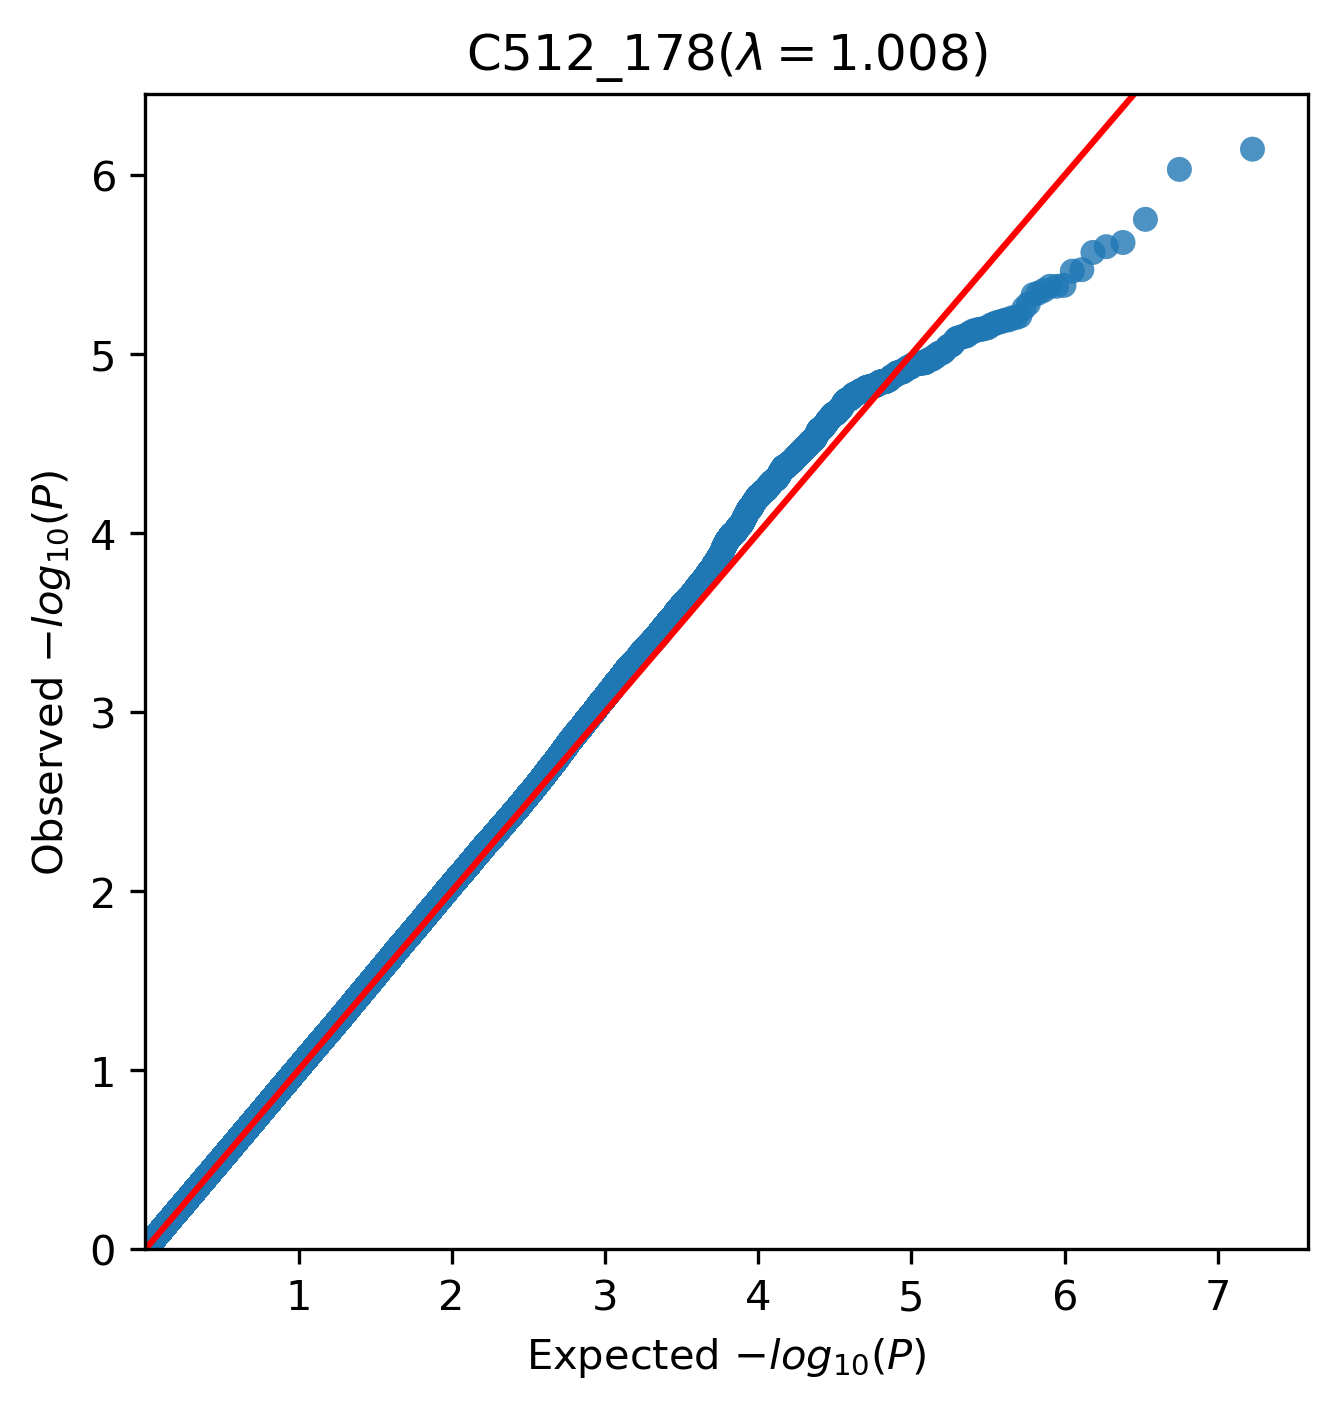 C512_178(λ = 1.008)
Observed −log₁₀(P)
6
5
4
3
2
1
0
1 2 3 4 5 6 7
Expected −log₁₀(P)